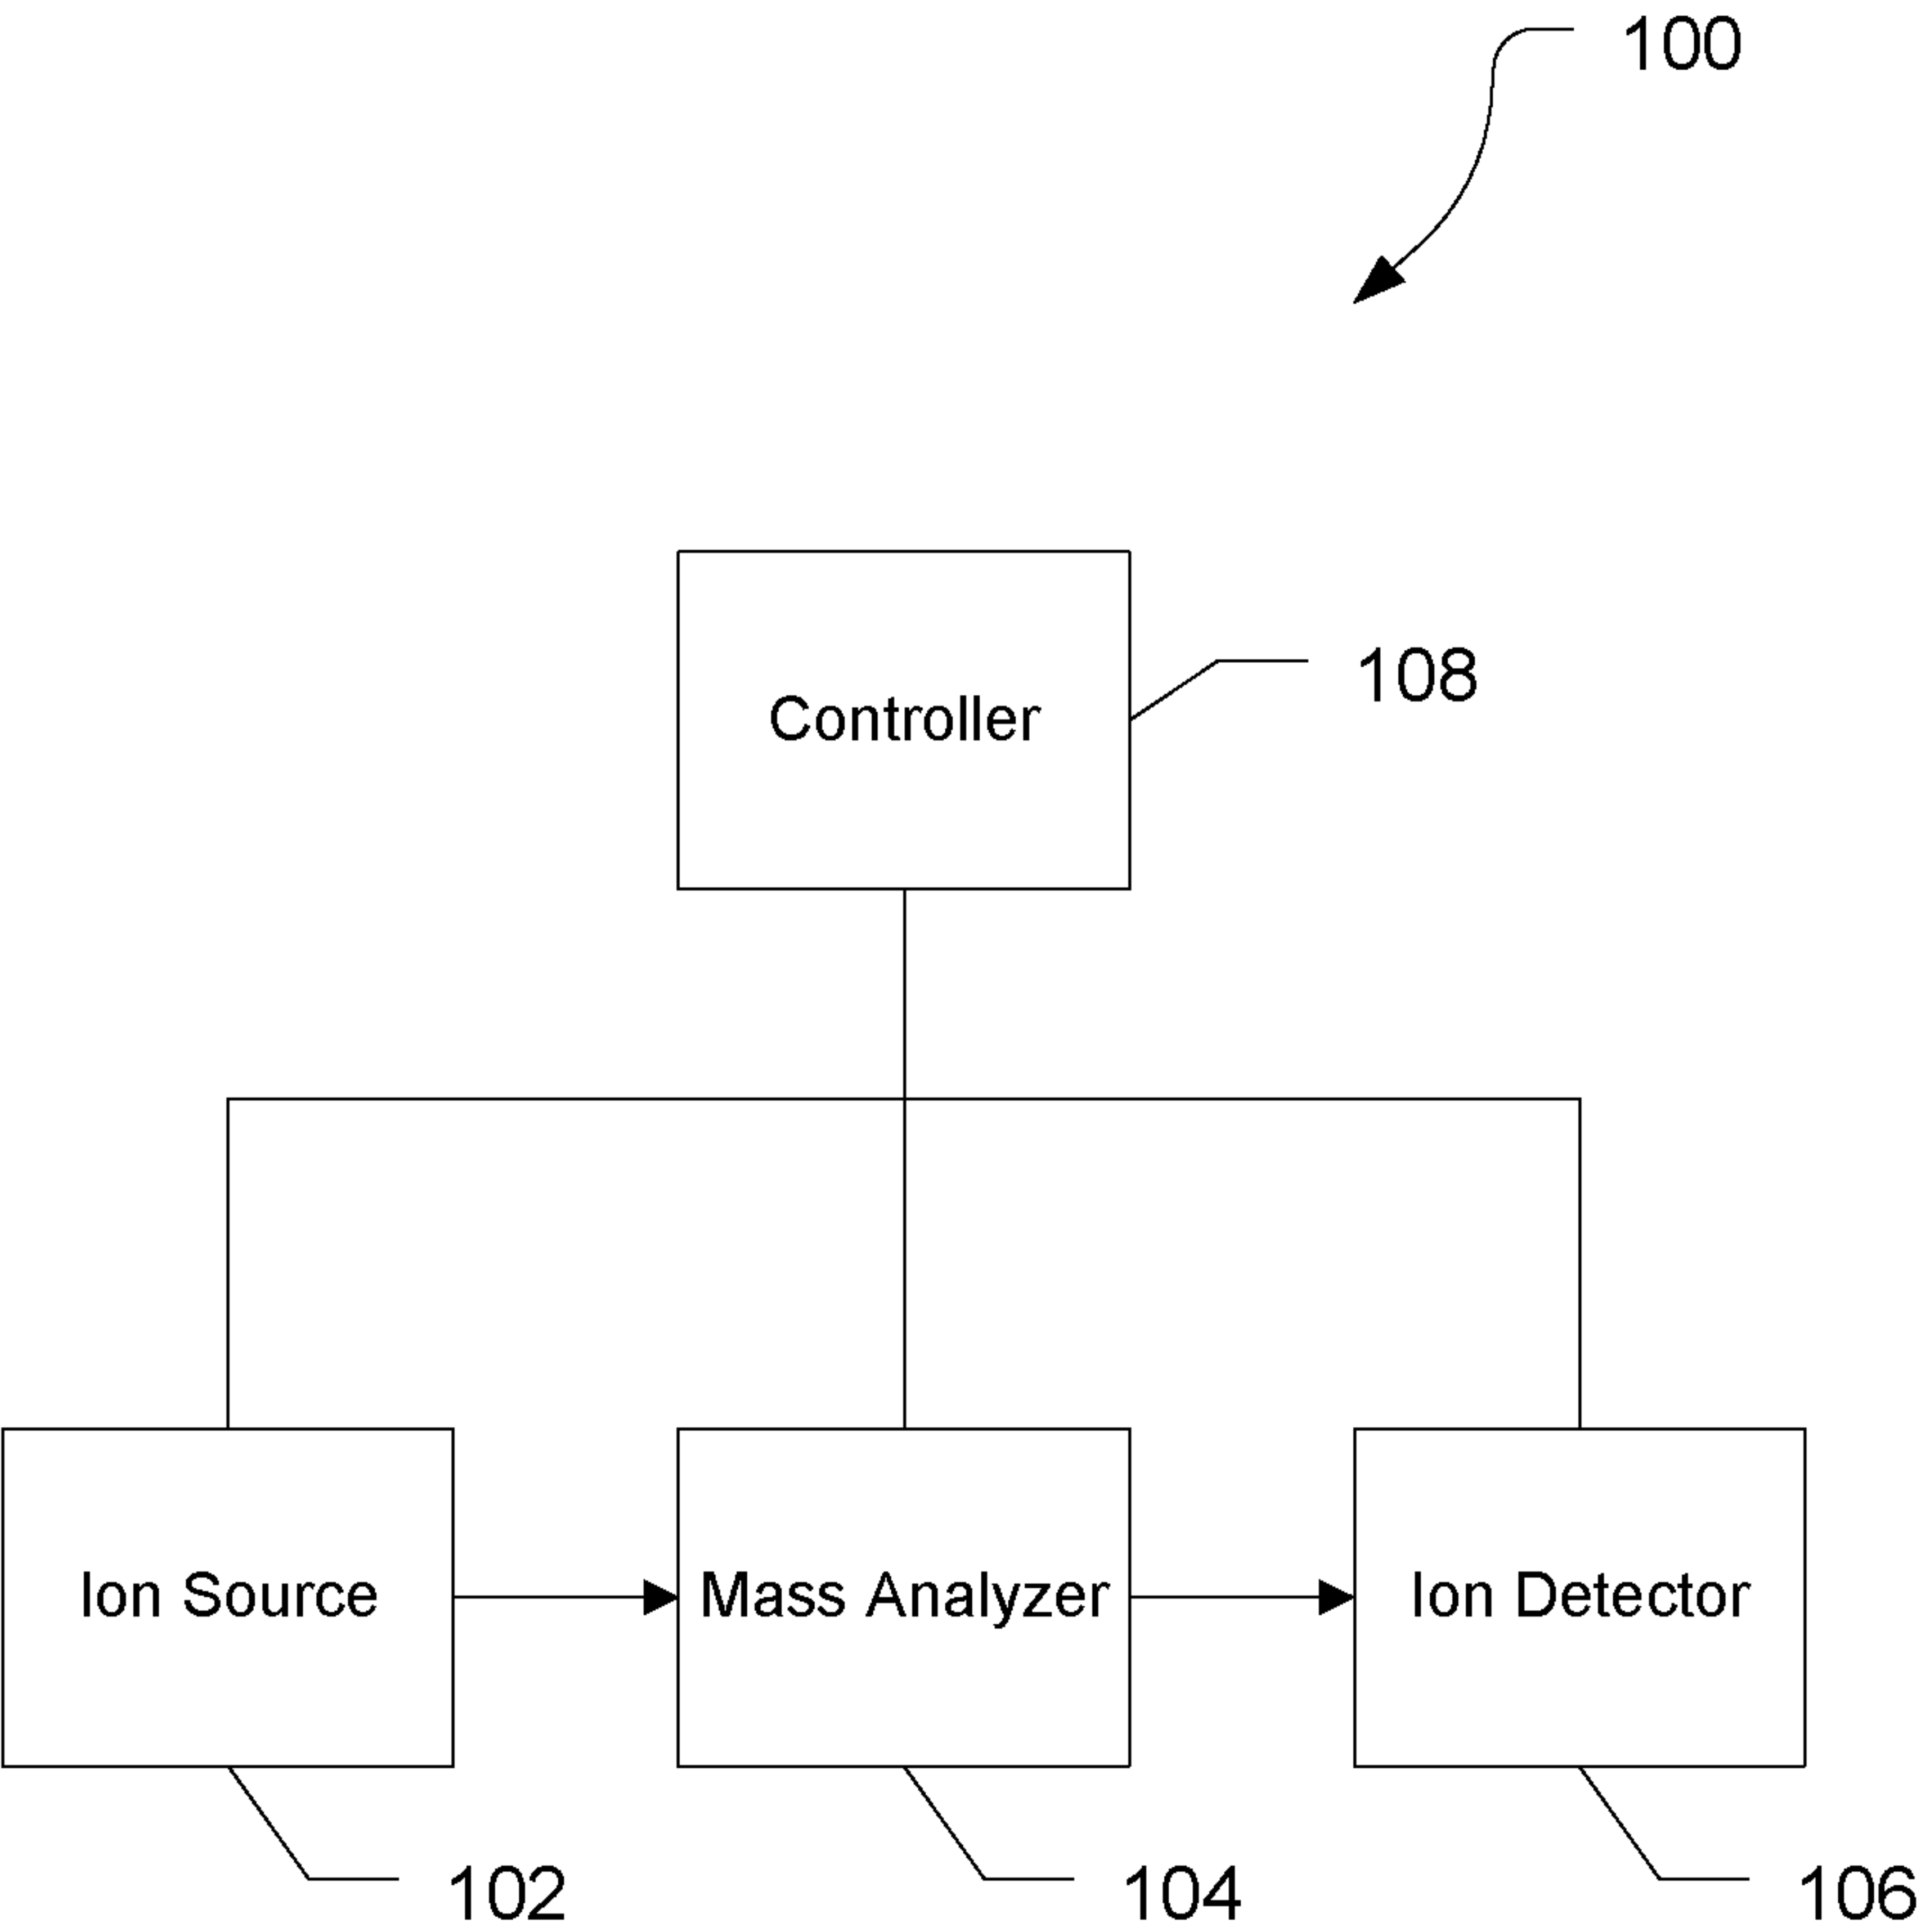 100
108
Controller
Ion Source
Mass Analyzer
Ion Detector
102
104
106